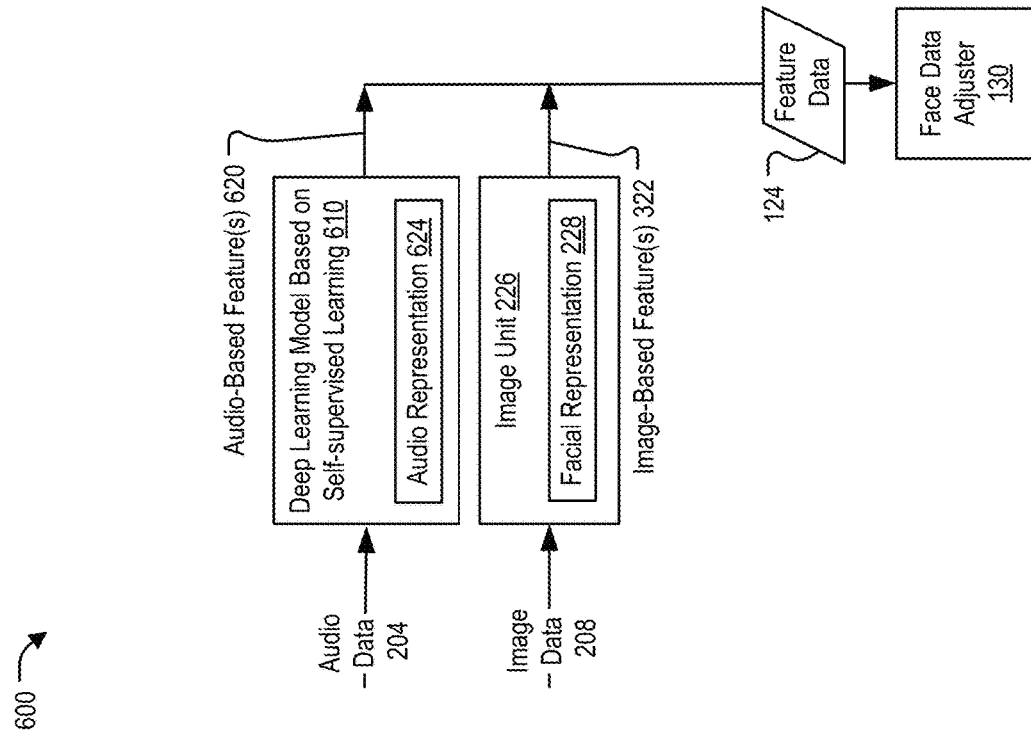 600
Audio-Based Feature(s) 620
Deep Learning Model Based on
Self-supervised Learning 610
Audio Representation 624
Audio
Data
204
Image Unit 226
Facial Representation 228
Image
Data
208
Image-Based Feature(s) 322
124
Feature
Data
Face Data
Adjuster
130